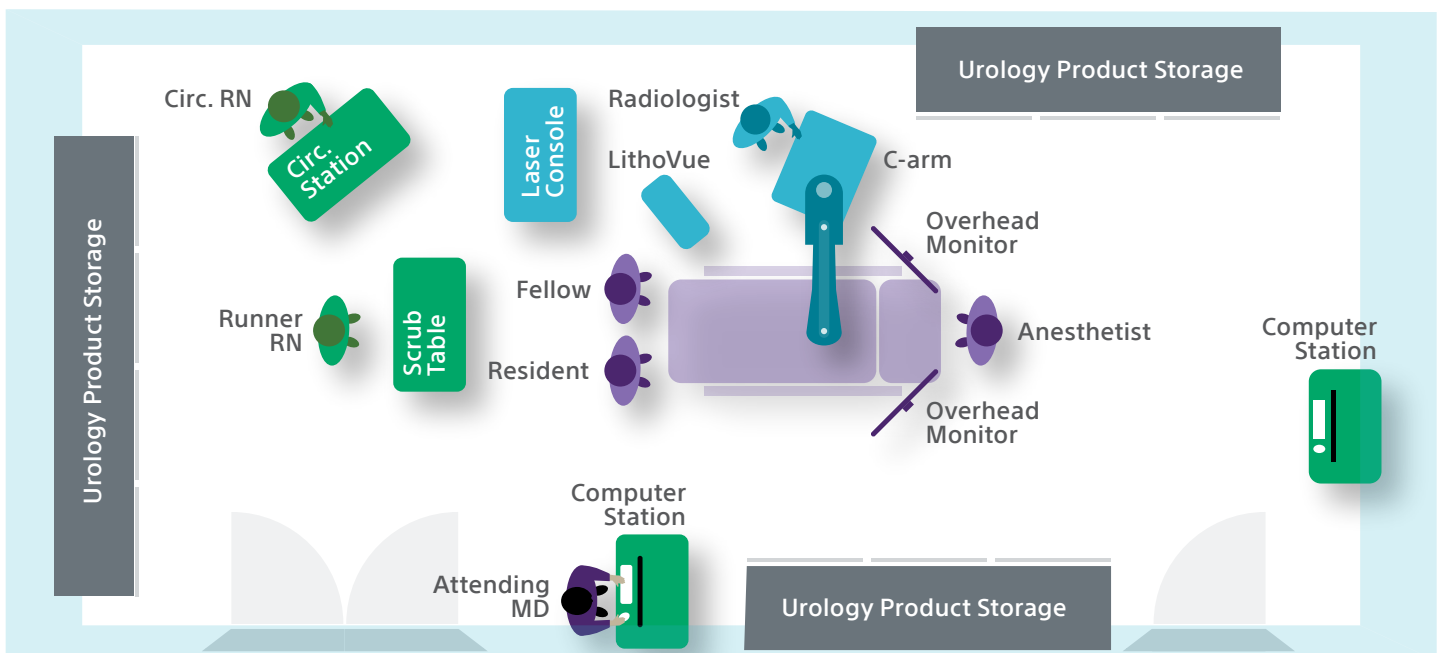 Urology Product Storage
Circ. RN
Circ.
Station
Laser
Console
Radiologist
LithoVue
C-arm
Overhead
Monitor
Urology Product Storage
Runner
RN
Scrub
Table
Fellow
Resident
Anesthetist
Overhead
Monitor
Computer
Station
Computer
Station
Attending
MD
Urology Product Storage